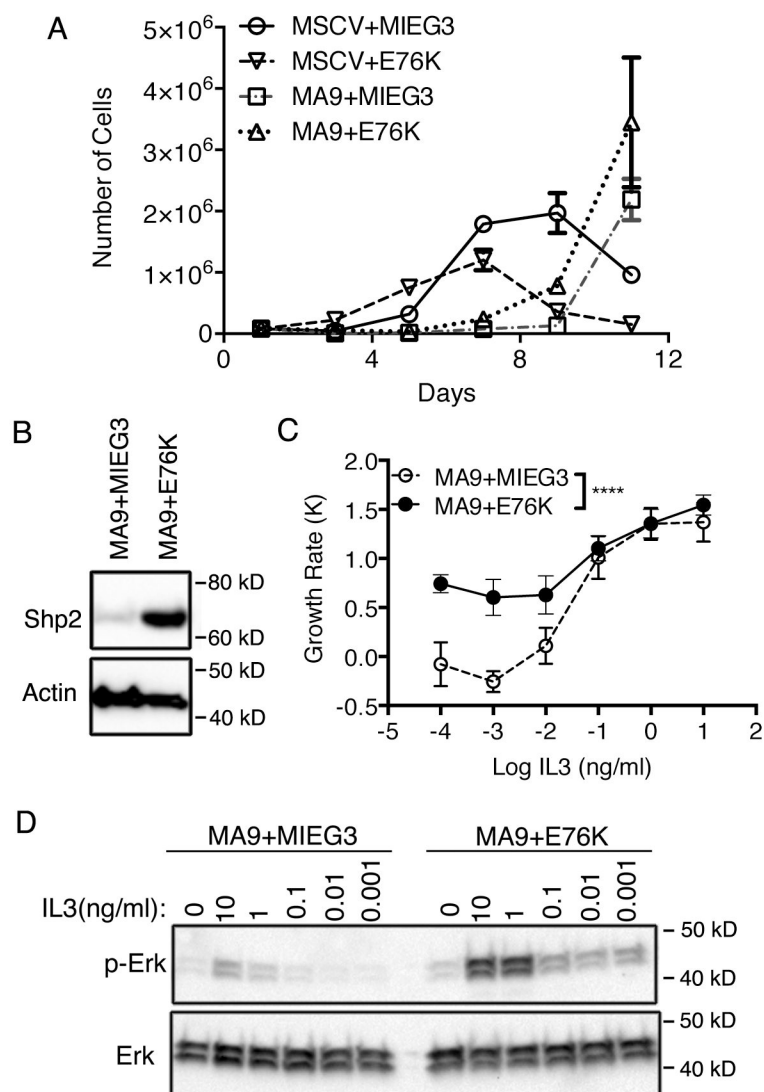 A
5×10⁶
4×10⁶
3×10⁶
2×10⁶
1×10⁶
0
Number of Cells
MSCV+MIEG3
MSCV+E76K
MA9+MIEG3
MA9+E76K
0 4 8 12
Days
B
MA9+MIEG3
MA9+E76K
Shp2
80 kD
60 kD
Actin
50 kD
40 kD
C
2.0
1.5
1.0
0.5
0.0
-0.5
Growth Rate (K)
MA9+MIEG3
MA9+E76K
****
-5 -4 -3 -2 -1 0 1 2
Log IL3 (ng/ml)
D
MA9+MIEG3 MA9+E76K
IL3(ng/ml): 0 10 1 0.1 0.01 0.001 0 10 1 0.1 0.01 0.001
p-Erk
50 kD
40 kD
Erk
50 kD
40 kD